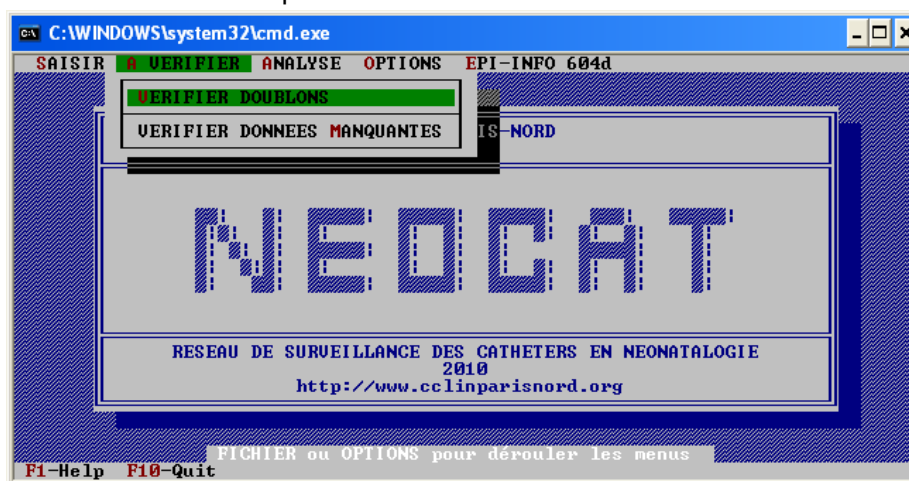 C:\WINDOWS\system32\cmd.exe
SAISIR A VERIFIER ANALYSE OPTIONS EPI-INFO 604d
VERIFIER DOUBLONS
VERIFIER DONNEES MANQUANTES
IS-NORD
NEOCAT
RESEAU DE SURVEILLANCE DES CATHETERS EN NEONATALOGIE
2010
http://www.cclinparisnord.org
FICHIER ou OPTIONS pour dérouler les menus
F1-Help F10-Quit